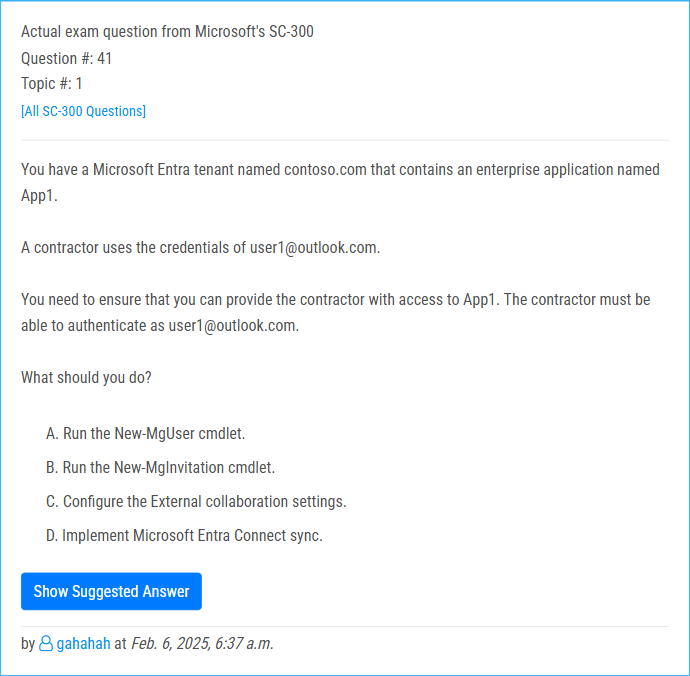 Actual exam question from Microsoft's SC-300
Question #: 41
Topic #: 1
[All SC-300 Questions]
You have a Microsoft Entra tenant named contoso.com that contains an enterprise application named
App1.
A contractor uses the credentials of user1@outlook.com.
You need to ensure that you can provide the contractor with access to App1. The contractor must be
able to authenticate as user1@outlook.com.
What should you do?
A. Run the New-MgUser cmdlet.
B. Run the New-MgInvitation cmdlet.
C. Configure the External collaboration settings.
D. Implement Microsoft Entra Connect sync.
Show Suggested Answer
by gahahah at Feb. 6, 2025, 6:37 a.m.